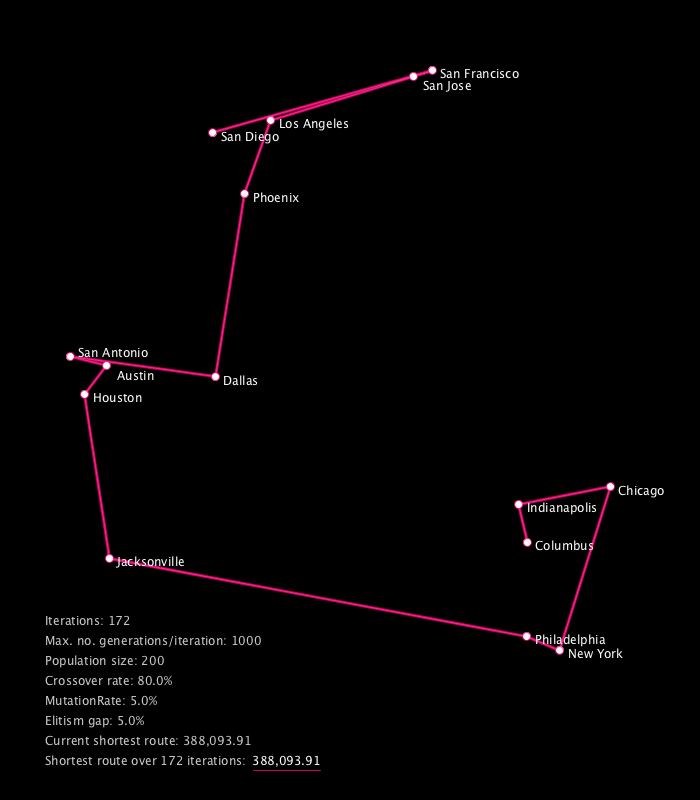 San Francisco
San Jose
Los Angeles
San Diego
Phoenix
San Antonio
Austin
Dallas
Houston
Chicago
Indianapolis
Columbus
Jacksonville
Philadelphia
New York
Iterations: 172
Max. no. generations/iteration: 1000
Population size: 200
Crossover rate: 80.0%
MutationRate: 5.0%
Elitism gap: 5.0%
Current shortest route: 388,093.91
Shortest route over 172 iterations: 388,093.91